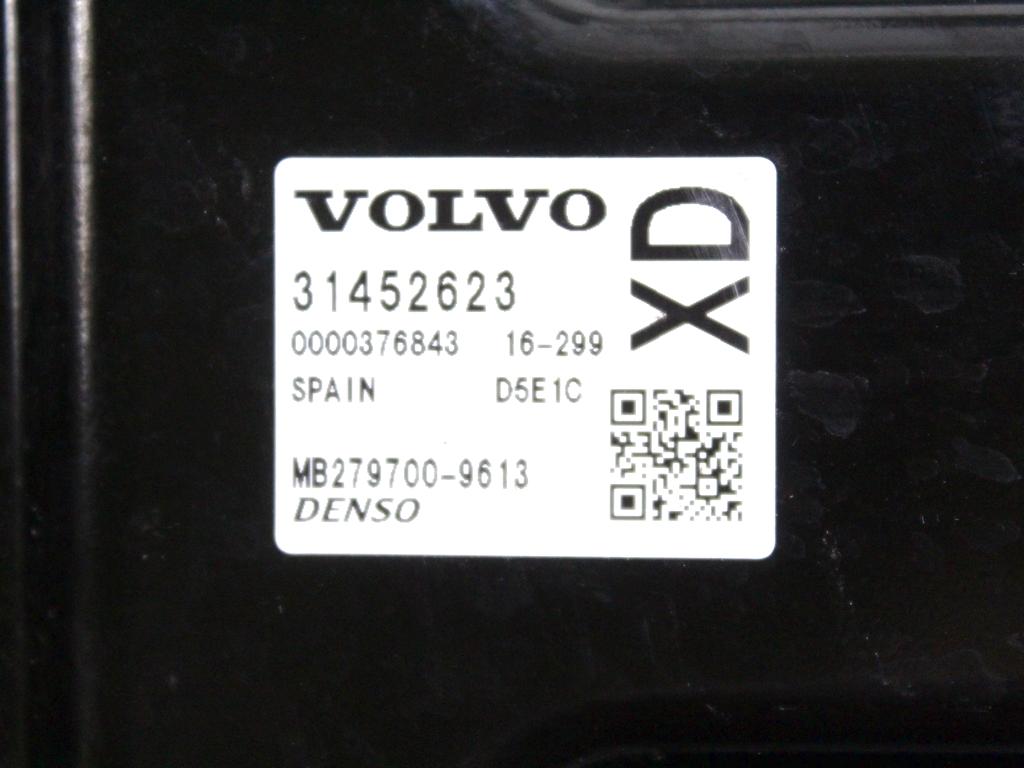 VOLVO
XD
31452623
0000376843 16-299
SPAIN D5E1C
MB279700-9613
DENSO